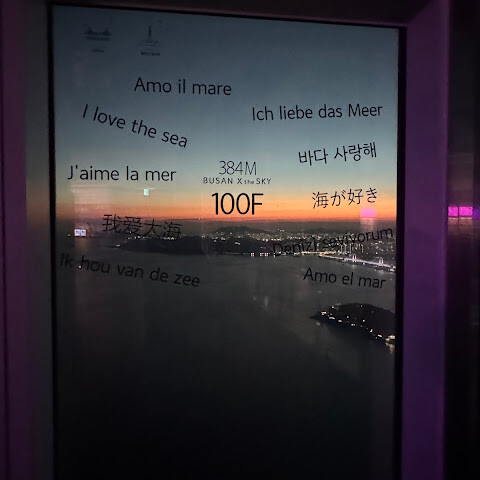 Amo il mare
I love the sea
Ich liebe das Meer
J'aime la mer
384M
바다 사랑해
BUSAN X the SKY
100F
海が好き
我爱大海
Denizi seviyorum
Ik hou van de zee
Amo el mar